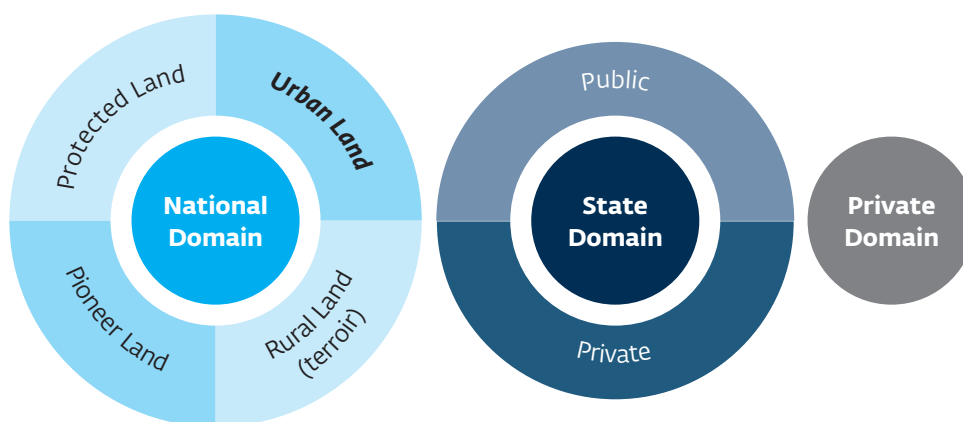 Protected Land
Urban Land
National
Domain
Pioneer Land
Rural Land
(terroir)
Public
State
Domain
Private
Private
Domain